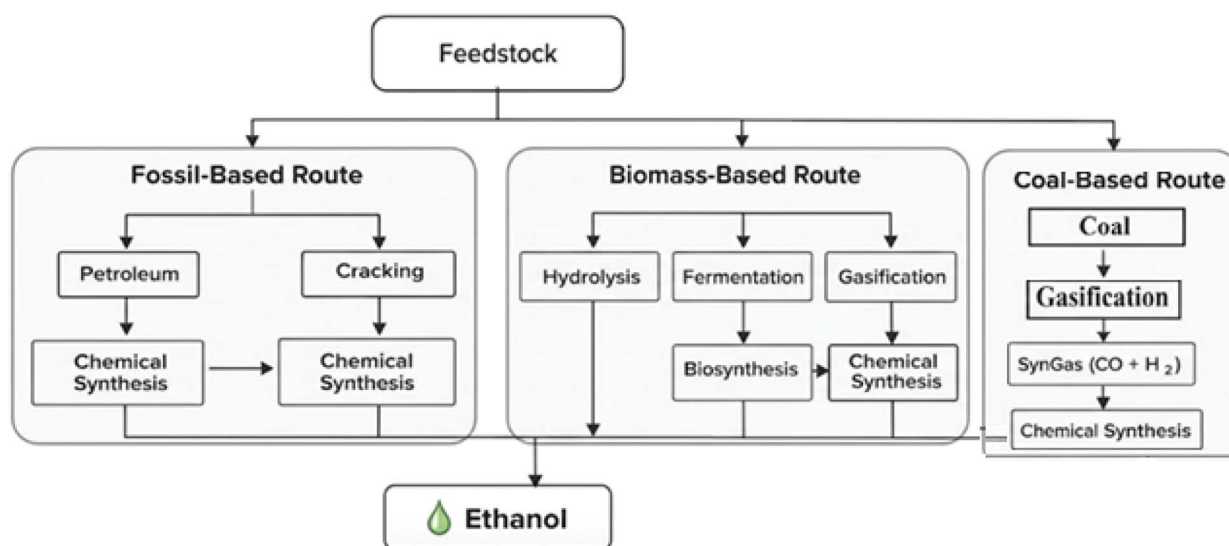 Feedstock
Fossil-Based Route
Petroleum
Cracking
Chemical
Synthesis
Chemical
Synthesis
Biomass-Based Route
Hydrolysis
Fermentation
Gasification
Biosynthesis
Chemical
Synthesis
Coal-Based Route
Coal
Gasification
SynGas (CO + H₂)
Chemical Synthesis
Ethanol